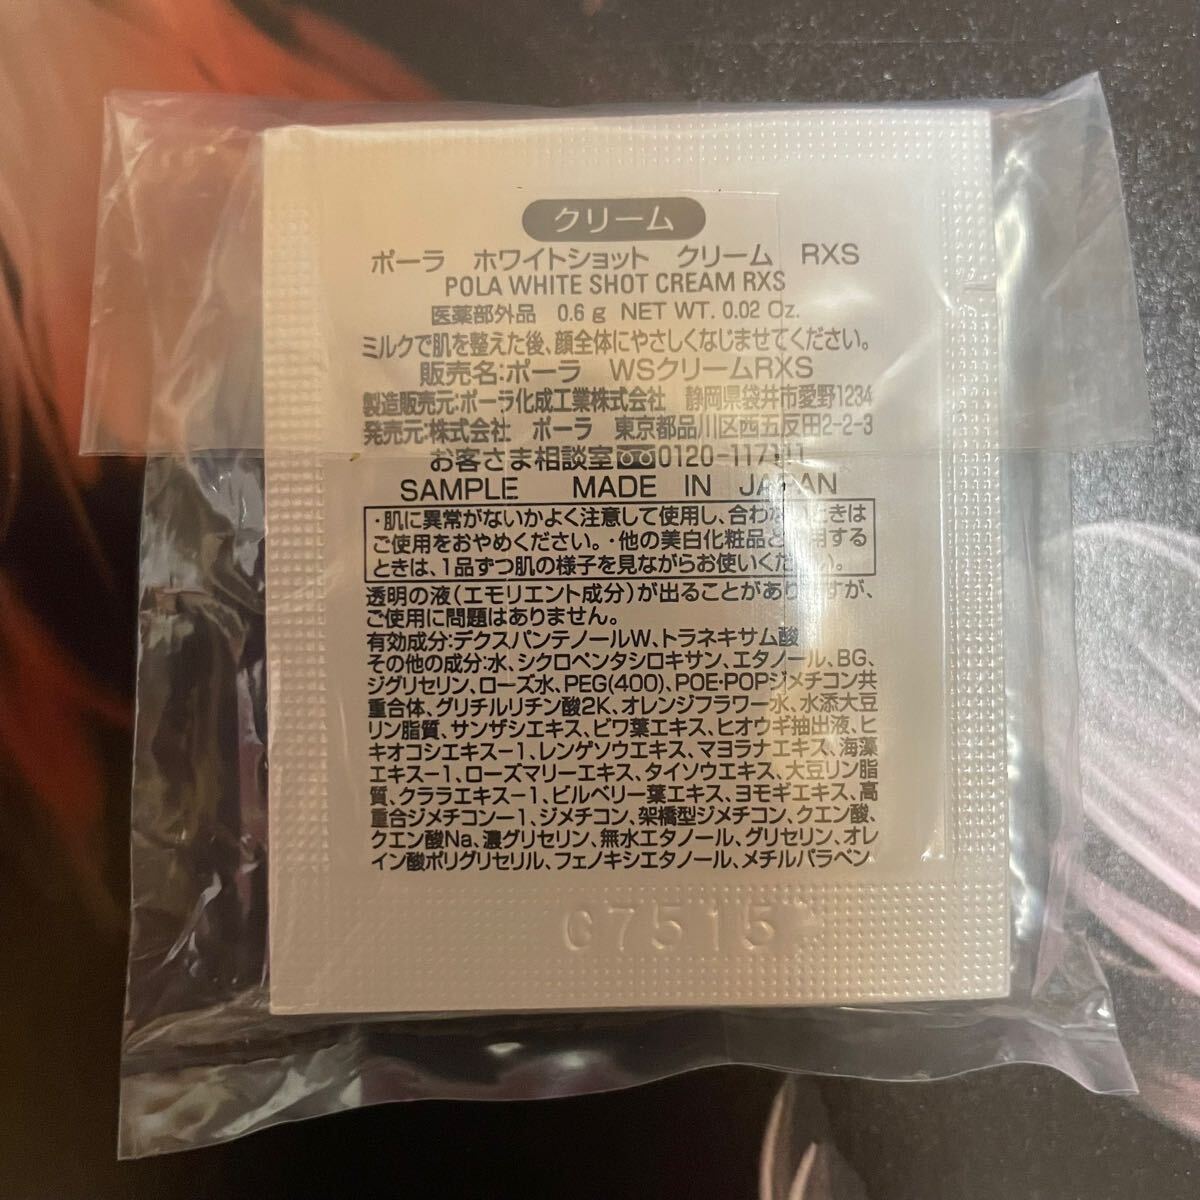 クリーム
ポーラ ホワイトショット クリーム RXS
POLA WHITE SHOT CREAM RXS
医薬部外品 0.6 g NET WT. 0.02 Oz.
ミルクで肌を整えた後、顔全体にやさしくなじませてください。
販売名:ポーラ WSクリームRXS
製造販売元:ポーラ化成工業株式会社 静岡県袋井市愛野1234
発売元:株式会社 ポーラ 東京都品川区西五反田2-2-3
お客さま相談室 0120-117111
SAMPLE MADE IN JAPAN
・肌に異常がないかよく注意して使用し、合わないときは
ご使用をおやめください。・他の美白化粧品と併用する
ときは、1品ずつ肌の様子を見ながらお使いください。
透明の液(エモリエント成分)が出ることがありますが、
ご使用に問題はありません。
有効成分:デクスパンテノールW、トラネキサム酸
その他の成分:水、シクロペンタシロキサン、エタノール、BG、
ジグリセリン、ローズ水、PEG(400)、POE・POPジメチコン共
重合体、グリチルリチン酸2K、オレンジフラワー水、水添大豆
リン脂質、サンザシエキス、ビワ葉エキス、ヒオウギ抽出液、ヒ
キオコシエキス-1、レンゲソウエキス、マヨラナエキス、海藻
エキス-1、ローズマリーエキス、タイソウエキス、大豆リン脂
質、クララエキス-1、ビルベリー葉エキス、ヨモギエキス、高
重合ジメチコン-1、ジメチコン、架橋型ジメチコン、クエン酸、
クエン酸Na、濃グリセリン、無水エタノール、グリセリン、オレ
イン酸ポリグリセリル、フェノキシエタノール、メチルパラベン
C7515